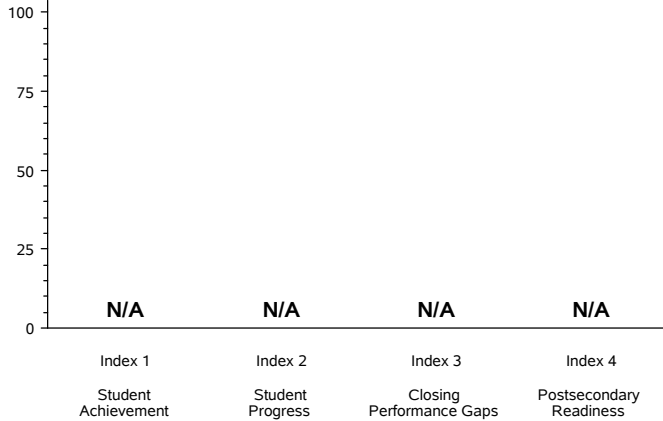 100
75
50
25
0
N/A N/A N/A N/A
Index 1 Index 2 Index 3 Index 4
Student Student Closing Postsecondary
Achievement Progress Performance Gaps Readiness